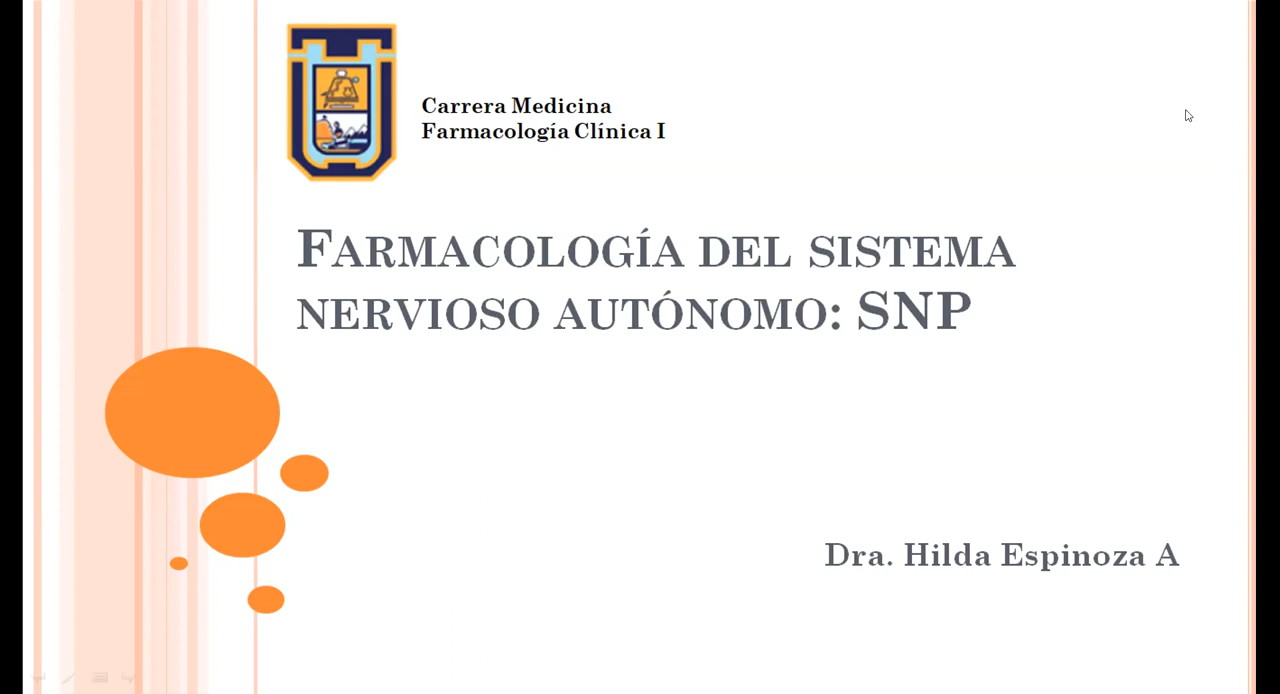 Carrera Medicina
Farmacología Clínica I
FARMACOLOGÍA DEL SISTEMA
NERVIOSO AUTÓNOMO: SNP
Dra. Hilda Espinoza A